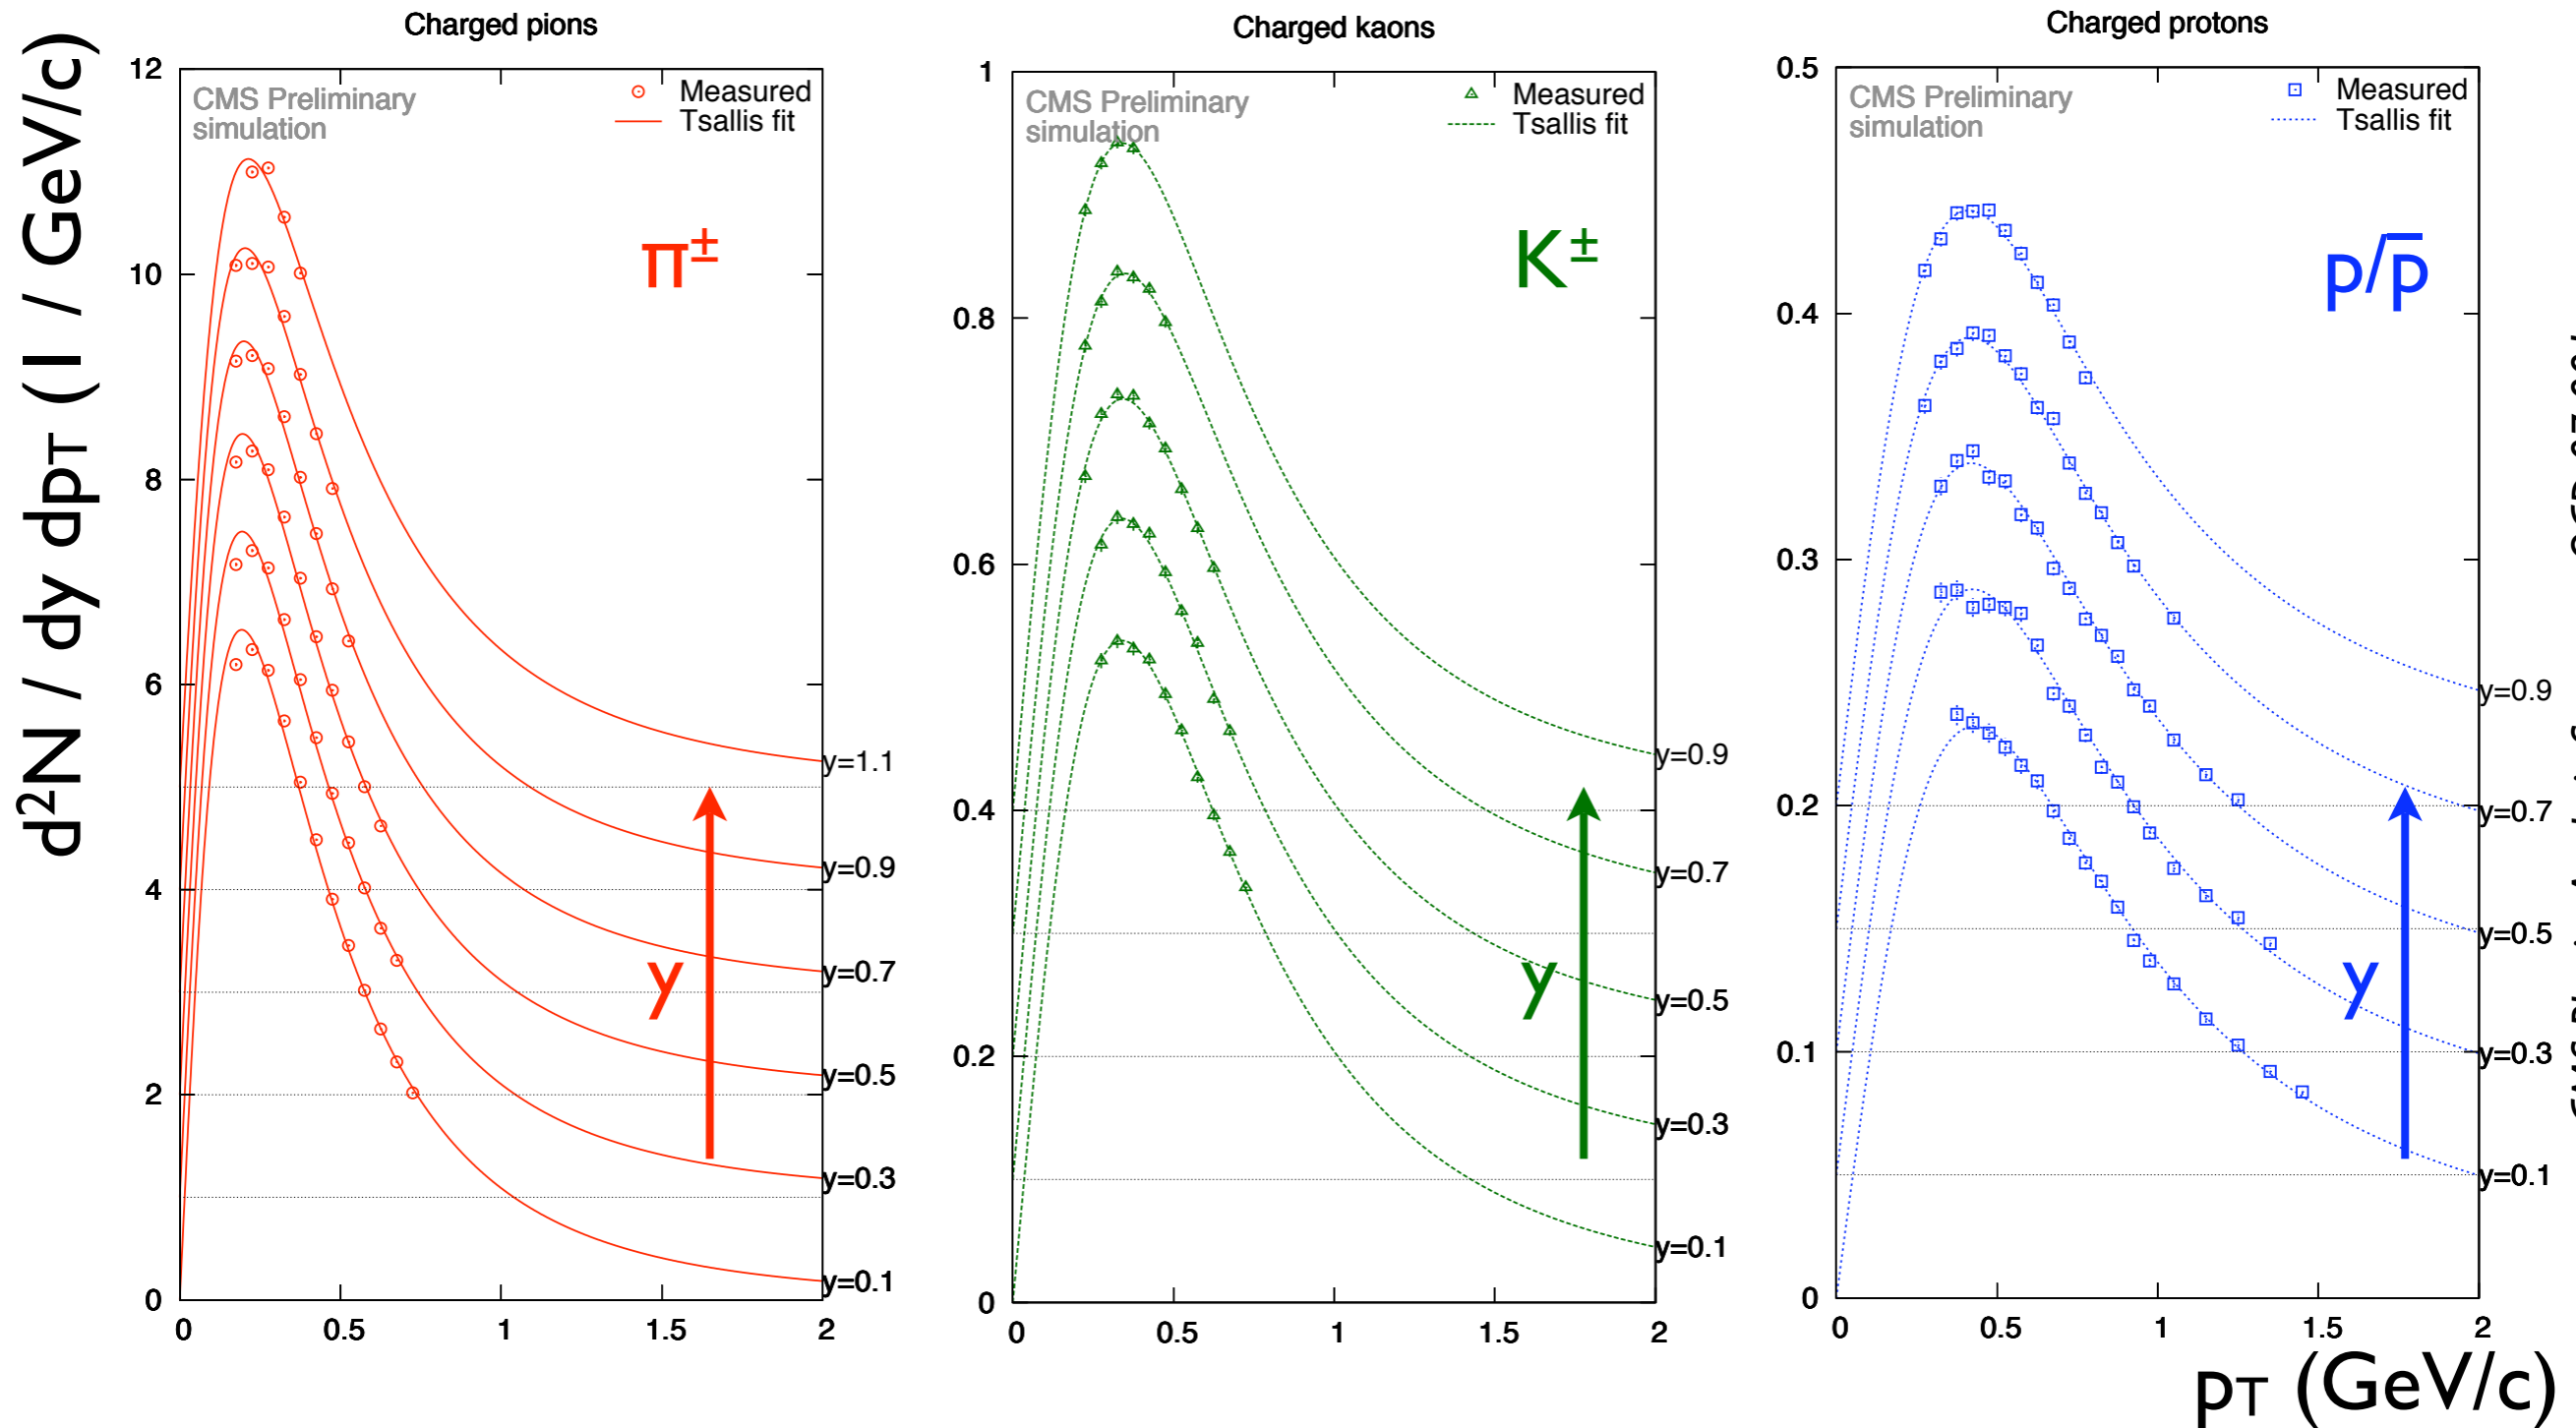 Charged pions
Charged kaons
Charged protons
d²N / dy dpT (1 / GeV/c)
12
10
8
6
4
2
0
CMS Preliminary
simulation
Measured
Tsallis fit
π±
y=1.1
y=0.9
y=0.7
y=0.5
y=0.3
y=0.1
y
0 0.5 1 1.5 2
1
0.8
0.6
0.4
0.2
0
CMS Preliminary
simulation
Measured
Tsallis fit
K±
y=0.9
y=0.7
y=0.5
y=0.3
y=0.1
y
0 0.5 1 1.5 2
0.5
0.4
0.3
0.2
0.1
0
CMS Preliminary
simulation
Measured
Tsallis fit
p/p̅
y=0.9
y=0.7
y=0.5
y=0.3
y=0.1
y
0 0.5 1 1.5 2
pT (GeV/c)